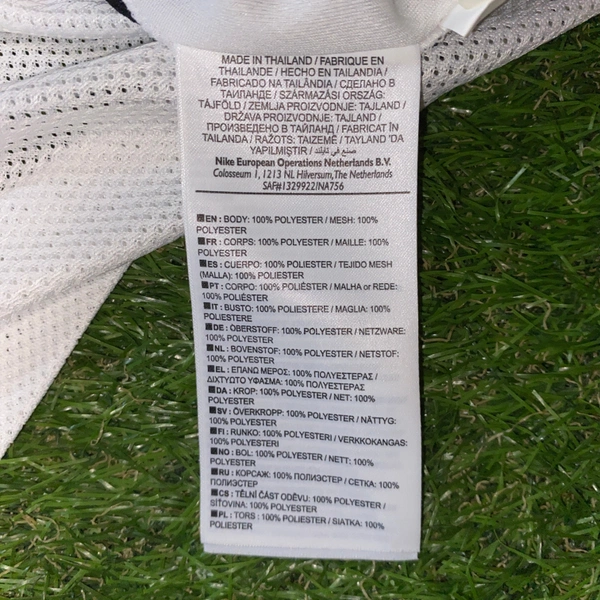 MADE IN THAILAND / FABRIQUE EN
THAILANDE / HECHO EN TAILANDIA /
FABRICADO NA TAILÂNDIA / СДЕЛАНО В
ТАИЛАНДЕ / SZÁRMAZÁSI ORSZÁG:
TÁJFÖLD / ZEMLJA PROIZVODNJE: TAJLAND /
DRŽAVA PROIZVODNJE: TAJLAND /
ПРОИЗВЕДЕНО В ТАЙЛАНД / FABRICAT ÎN
TAILANDA / RAŽOTS: TAIZEMĒ / TAYLAND 'DA
YAPILMIŞTIR / صنع في تايلند
Nike European Operations Netherlands B.V.
Colosseum 1, 1213 NL Hilversum, The Netherlands
SAF#1329922/NA756
EN : BODY: 100% POLYESTER / MESH: 100%
POLYESTER
FR : CORPS: 100% POLYESTER / MAILLE: 100%
POLYESTER
ES : CUERPO: 100% POLIÉSTER / TEJIDO MESH
(MALLA): 100% POLIÉSTER
PT : CORPO: 100% POLIÉSTER / MALHA or REDE:
100% POLIÉSTER
IT : BUSTO: 100% POLIESTERE / MAGLIA: 100%
POLIESTERE
DE : OBERSTOFF: 100% POLYESTER / NETZWARE:
100% POLYESTER
NL : BOVENSTOF: 100% POLYESTER / NETSTOF:
100% POLYESTER
EL : ΕΠΑΝΩ ΜΕΡΟΣ: 100% ΠΟΛΥΕΣΤΕΡΑΣ /
ΔΙΧΤΥΩΤΟ ΥΦΑΣΜΑ: 100% ΠΟΛΥΕΣΤΕΡΑΣ
DA : KROP: 100% POLYESTER / NET: 100%
POLYESTER
SV : ÖVERKROPP: 100% POLYESTER / NÄTTYG:
100% POLYESTER
FI : RUNKO: 100% POLYESTERI / VERKKOKANGAS:
100% POLYESTERI
NO : BOL: 100% POLYESTER / NETT: 100%
POLYESTER
RU : КОРСАЖ: 100% ПОЛИЭСТЕР / СЕТКА: 100%
ПОЛИЭСТЕР
CS : TĚLNÍ ČÁST ODĚVU: 100% POLYESTER /
SÍŤOVINA: 100% POLYESTER
PL : TORS : 100% POLIESTER / SIATKA: 100%
POLIESTER